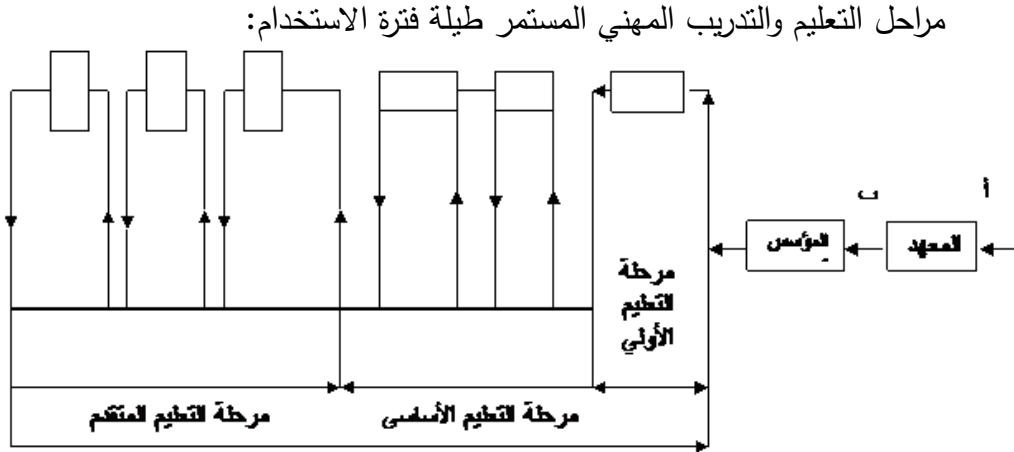 مراحل التعليم والتدريب المهني المستمر طيلة فترة الاستخدام:
أ
ب
المعهد
المؤسس
مرحلة
التعليم
الأولي
مرحلة التعليم الأساسي
مرحلة التعليم المتقدم